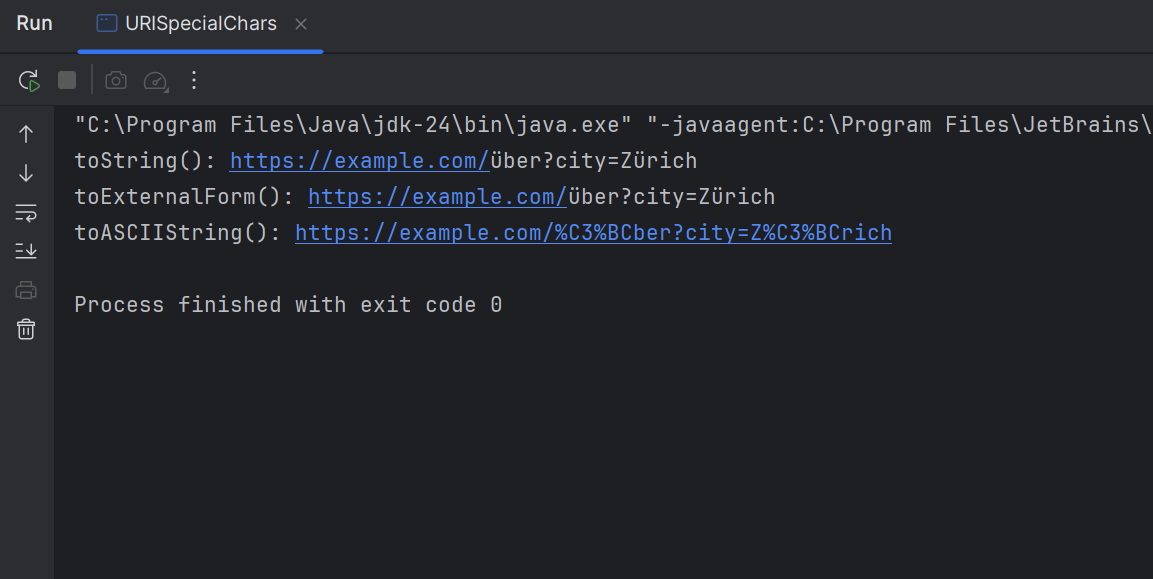 Run URISpecialChars
"C:\Program Files\Java\jdk-24\bin\java.exe" "-javaagent:C:\Program Files\JetBrains\
toString(): https://example.com/über?city=Zürich
toExternalForm(): https://example.com/über?city=Zürich
toASCIIString(): https://example.com/%C3%BCber?city=Z%C3%BCrich
Process finished with exit code 0